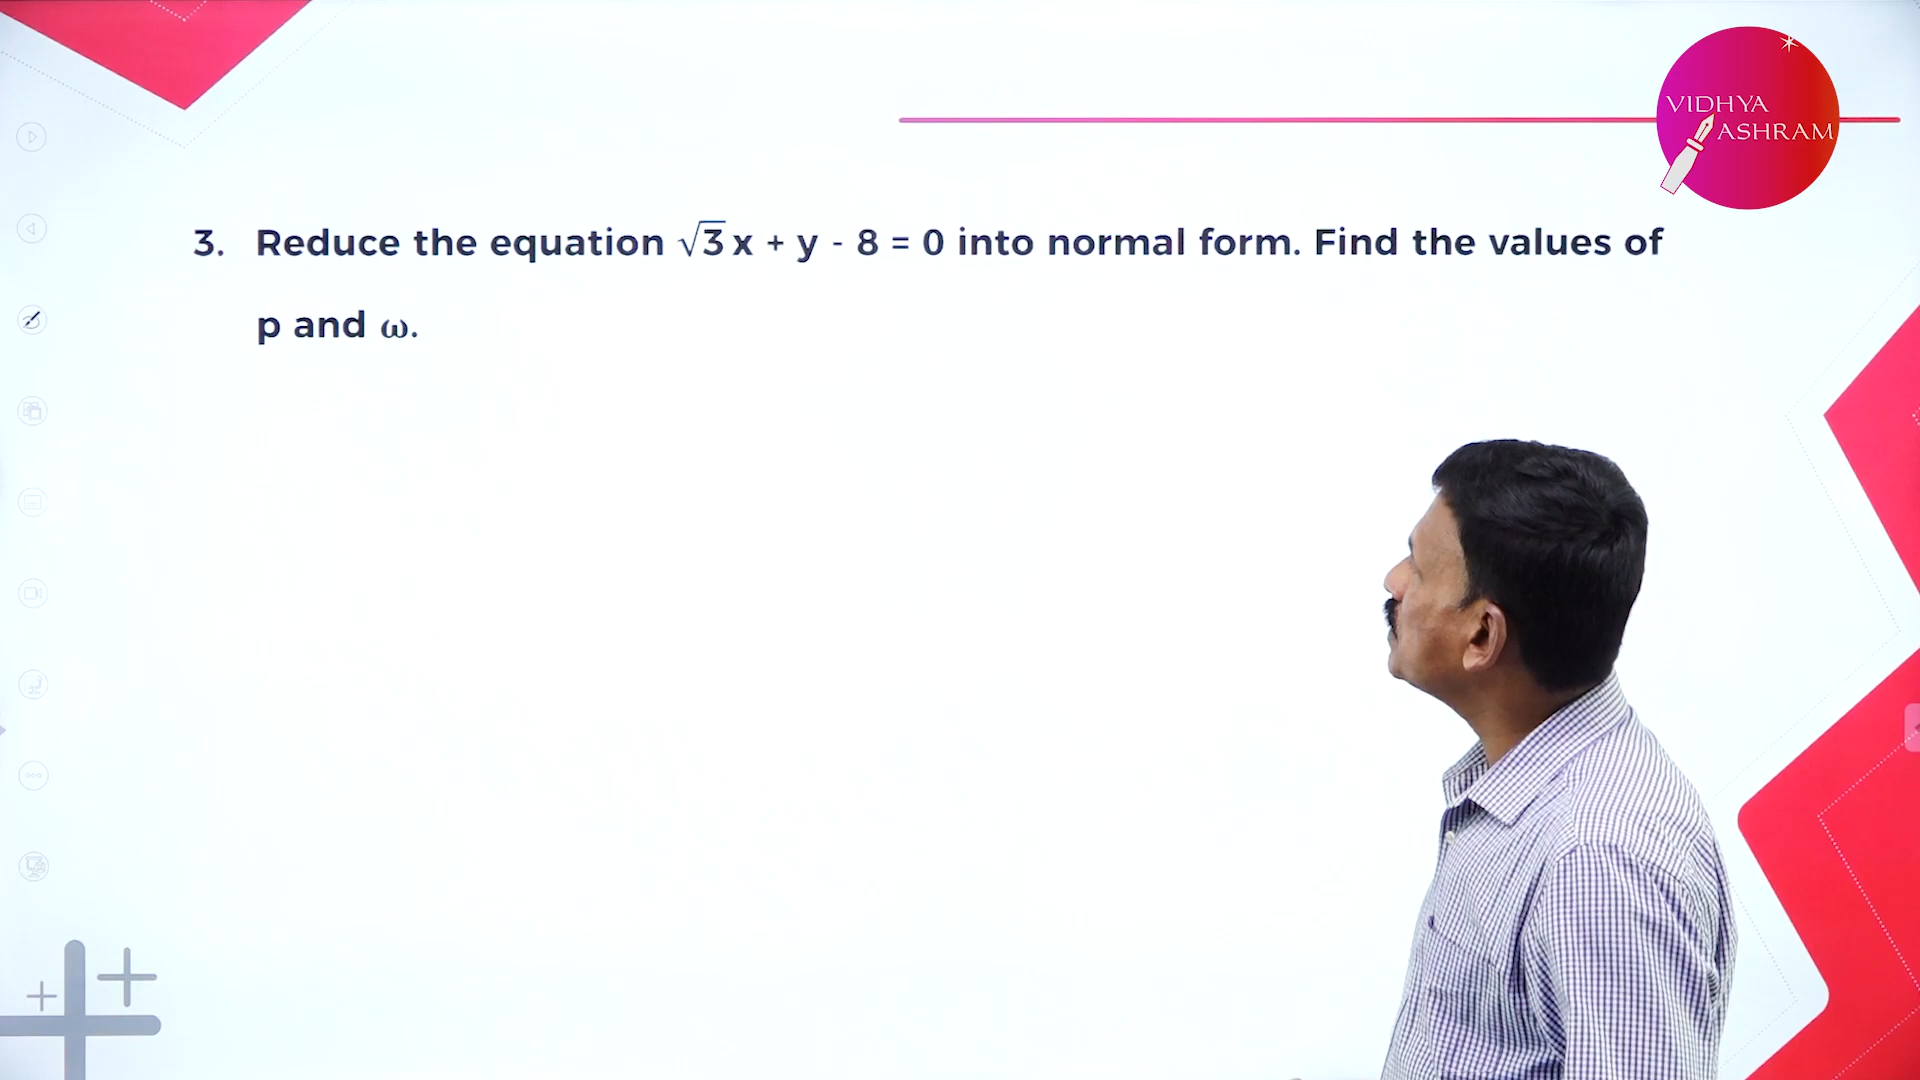 VIDHYA
ASHRAM
3. Reduce the equation √3x + y - 8 = 0 into normal form. Find the values of
p and ω.